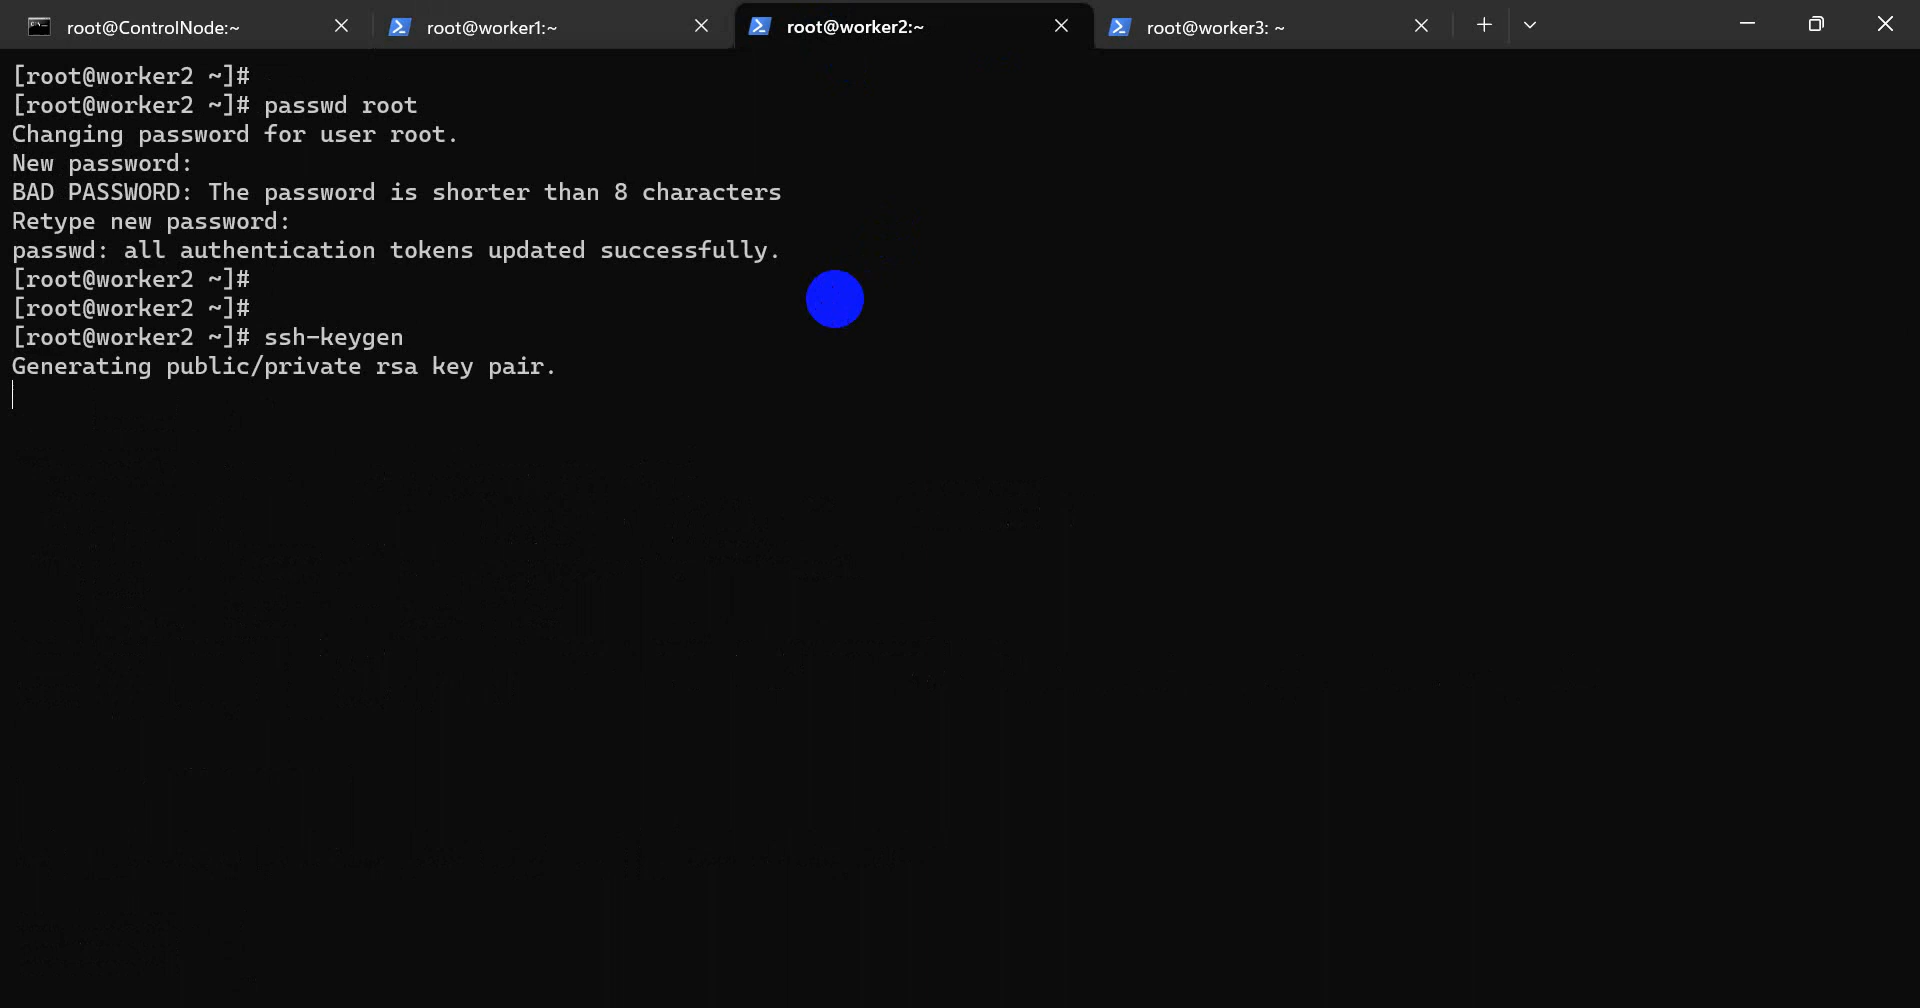 root@ControlNode:~
root@worker1:~
root@worker2:~
root@worker3: ~
[root@worker2 ~]#
[root@worker2 ~]# passwd root
Changing password for user root.
New password:
BAD PASSWORD: The password is shorter than 8 characters
Retype new password:
passwd: all authentication tokens updated successfully.
[root@worker2 ~]#
[root@worker2 ~]#
[root@worker2 ~]# ssh-keygen
Generating public/private rsa key pair.